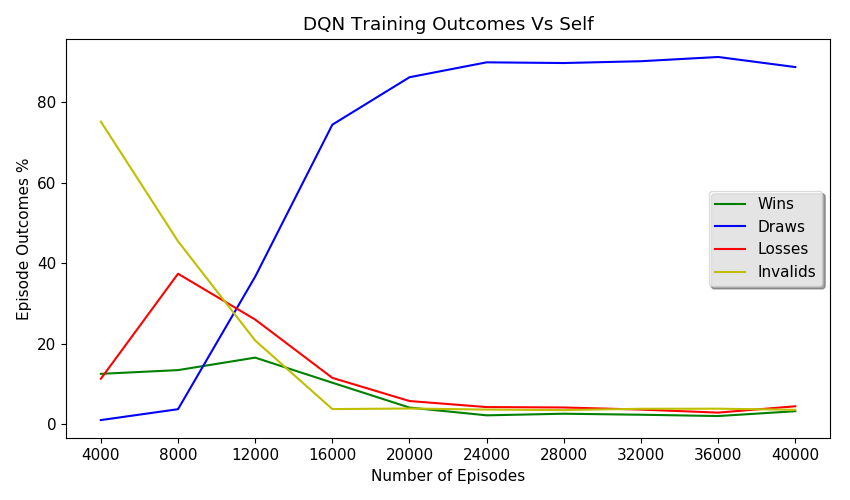 DQN Training Outcomes Vs Self
Episode Outcomes %
80
60
40
20
0
Wins
Draws
Losses
Invalids
4000 8000 12000 16000 20000 24000 28000 32000 36000 40000
Number of Episodes